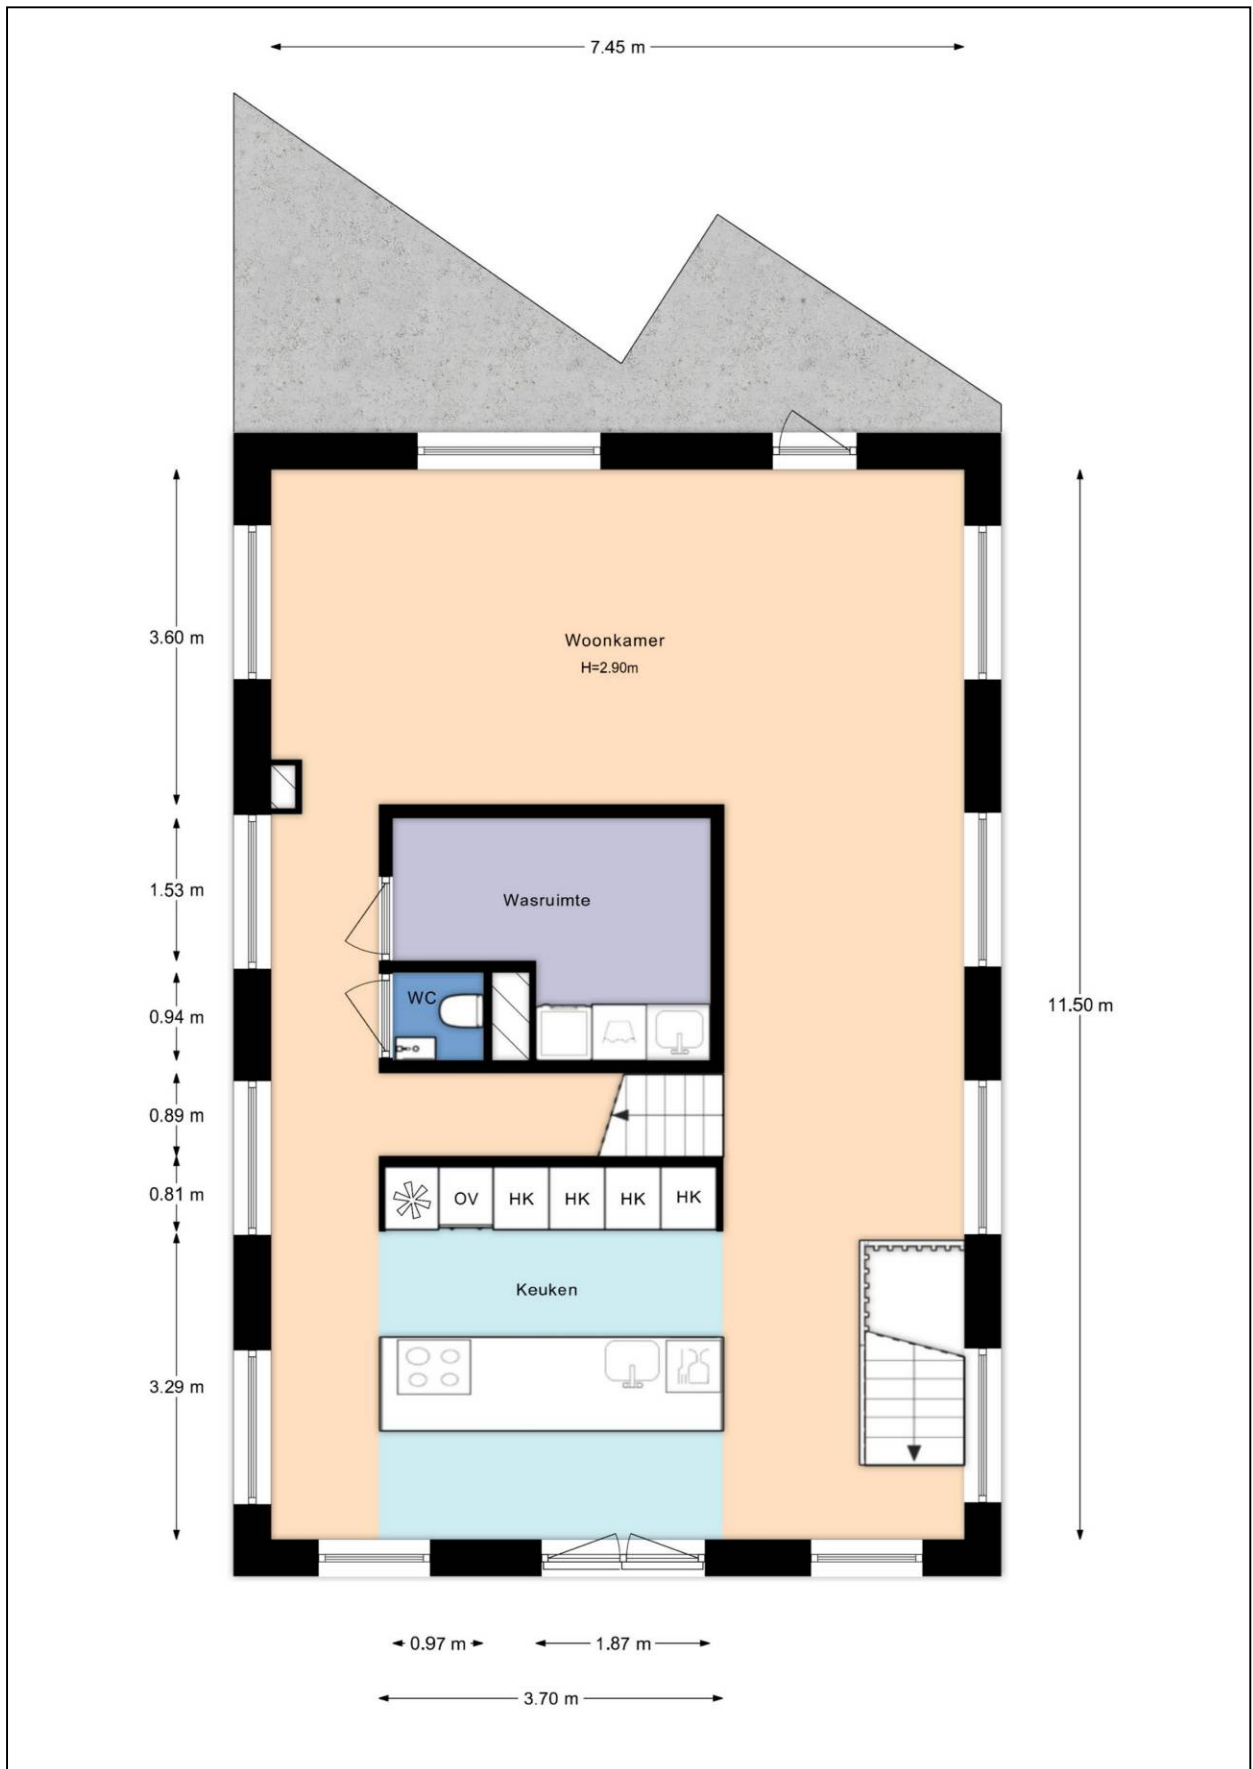 7.45 m
3.60 m
Woonkamer
H=2.90m
1.53 m
Wasruimte
WC
0.94 m
11.50 m
0.89 m
0.81 m
OV
HK
HK
HK
HK
Keuken
3.29 m
0.97 m
1.87 m
3.70 m